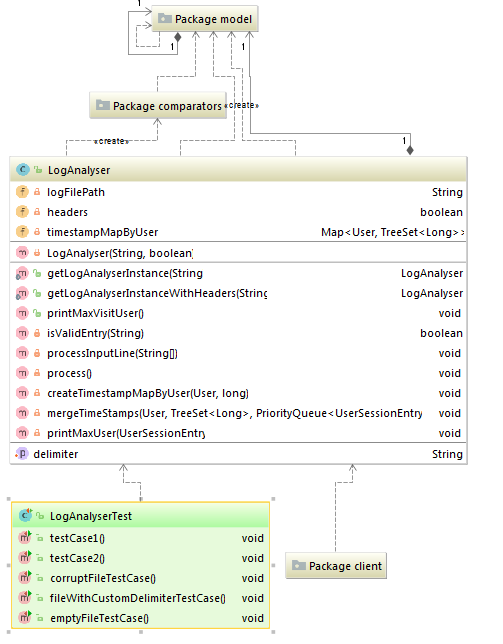 1
Package model
1
1
Package comparators
«create»
«create»
1
LogAnalyser
logFilePath String
headers boolean
timestampMapByUser Map<User, TreeSet<Long>>
LogAnalyser(String, boolean)
getLogAnalyserInstance(String LogAnalyser
getLogAnalyserInstanceWithHeaders(String LogAnalyser
printMaxVisitUser() void
isValidEntry(String) boolean
processInputLine(String[]) void
process() void
createTimestampMapByUser(User, long) void
mergeTimeStamps(User, TreeSet<Long>, PriorityQueue<UserSessionEntry void
printMaxUser(UserSessionEntry void
delimiter String
LogAnalyserTest
testCase1() void
testCase2() void
corruptFileTestCase() void
fileWithCustomDelimiterTestCase() void
emptyFileTestCase() void
Package client